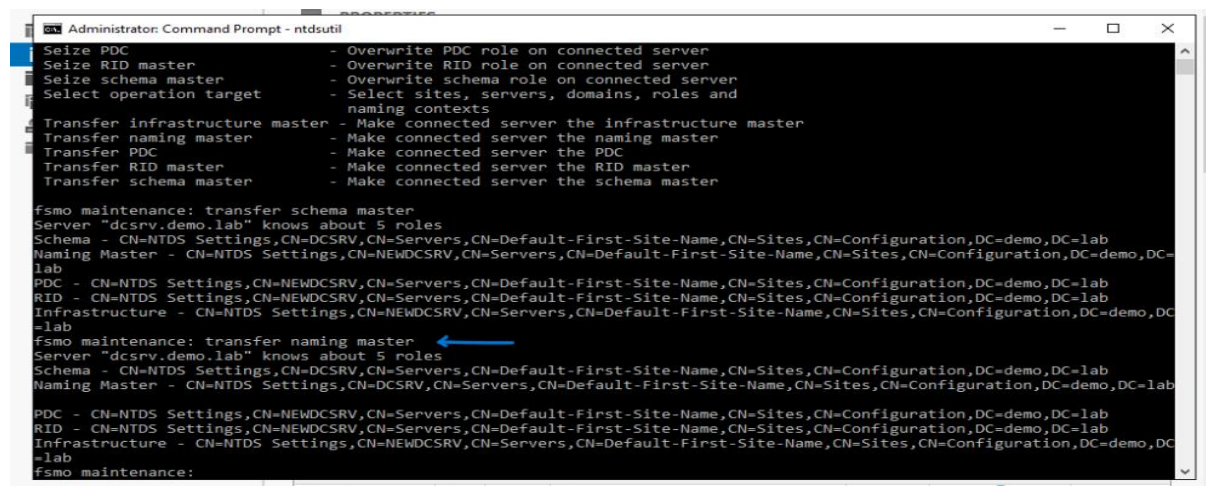 PROPERTIES
Administrator: Command Prompt - ntdsutil
Seize PDC - Overwrite PDC role on connected server
Seize RID master - Overwrite RID role on connected server
Seize schema master - Overwrite schema role on connected server
Select operation target - Select sites, servers, domains, roles and
naming contexts
Transfer infrastructure master - Make connected server the infrastructure master
Transfer naming master - Make connected server the naming master
Transfer PDC - Make connected server the PDC
Transfer RID master - Make connected server the RID master
Transfer schema master - Make connected server the schema master
fsmo maintenance: transfer schema master
Server "dcsrv.demo.lab" knows about 5 roles
Schema - CN=NTDS Settings,CN=DCSRV,CN=Servers,CN=Default-First-Site-Name,CN=Sites,CN=Configuration,DC=demo,DC=lab
Naming Master - CN=NTDS Settings,CN=NEWDCSRV,CN=Servers,CN=Default-First-Site-Name,CN=Sites,CN=Configuration,DC=demo,DC=
lab
PDC - CN=NTDS Settings,CN=NEWDCSRV,CN=Servers,CN=Default-First-Site-Name,CN=Sites,CN=Configuration,DC=demo,DC=lab
RID - CN=NTDS Settings,CN=NEWDCSRV,CN=Servers,CN=Default-First-Site-Name,CN=Sites,CN=Configuration,DC=demo,DC=lab
Infrastructure - CN=NTDS Settings,CN=NEWDCSRV,CN=Servers,CN=Default-First-Site-Name,CN=Sites,CN=Configuration,DC=demo,DC
=lab
fsmo maintenance: transfer naming master
Server "dcsrv.demo.lab" knows about 5 roles
Schema - CN=NTDS Settings,CN=DCSRV,CN=Servers,CN=Default-First-Site-Name,CN=Sites,CN=Configuration,DC=demo,DC=lab
Naming Master - CN=NTDS Settings,CN=DCSRV,CN=Servers,CN=Default-First-Site-Name,CN=Sites,CN=Configuration,DC=demo,DC=lab
PDC - CN=NTDS Settings,CN=NEWDCSRV,CN=Servers,CN=Default-First-Site-Name,CN=Sites,CN=Configuration,DC=demo,DC=lab
RID - CN=NTDS Settings,CN=NEWDCSRV,CN=Servers,CN=Default-First-Site-Name,CN=Sites,CN=Configuration,DC=demo,DC=lab
Infrastructure - CN=NTDS Settings,CN=NEWDCSRV,CN=Servers,CN=Default-First-Site-Name,CN=Sites,CN=Configuration,DC=demo,DC
=lab
fsmo maintenance: